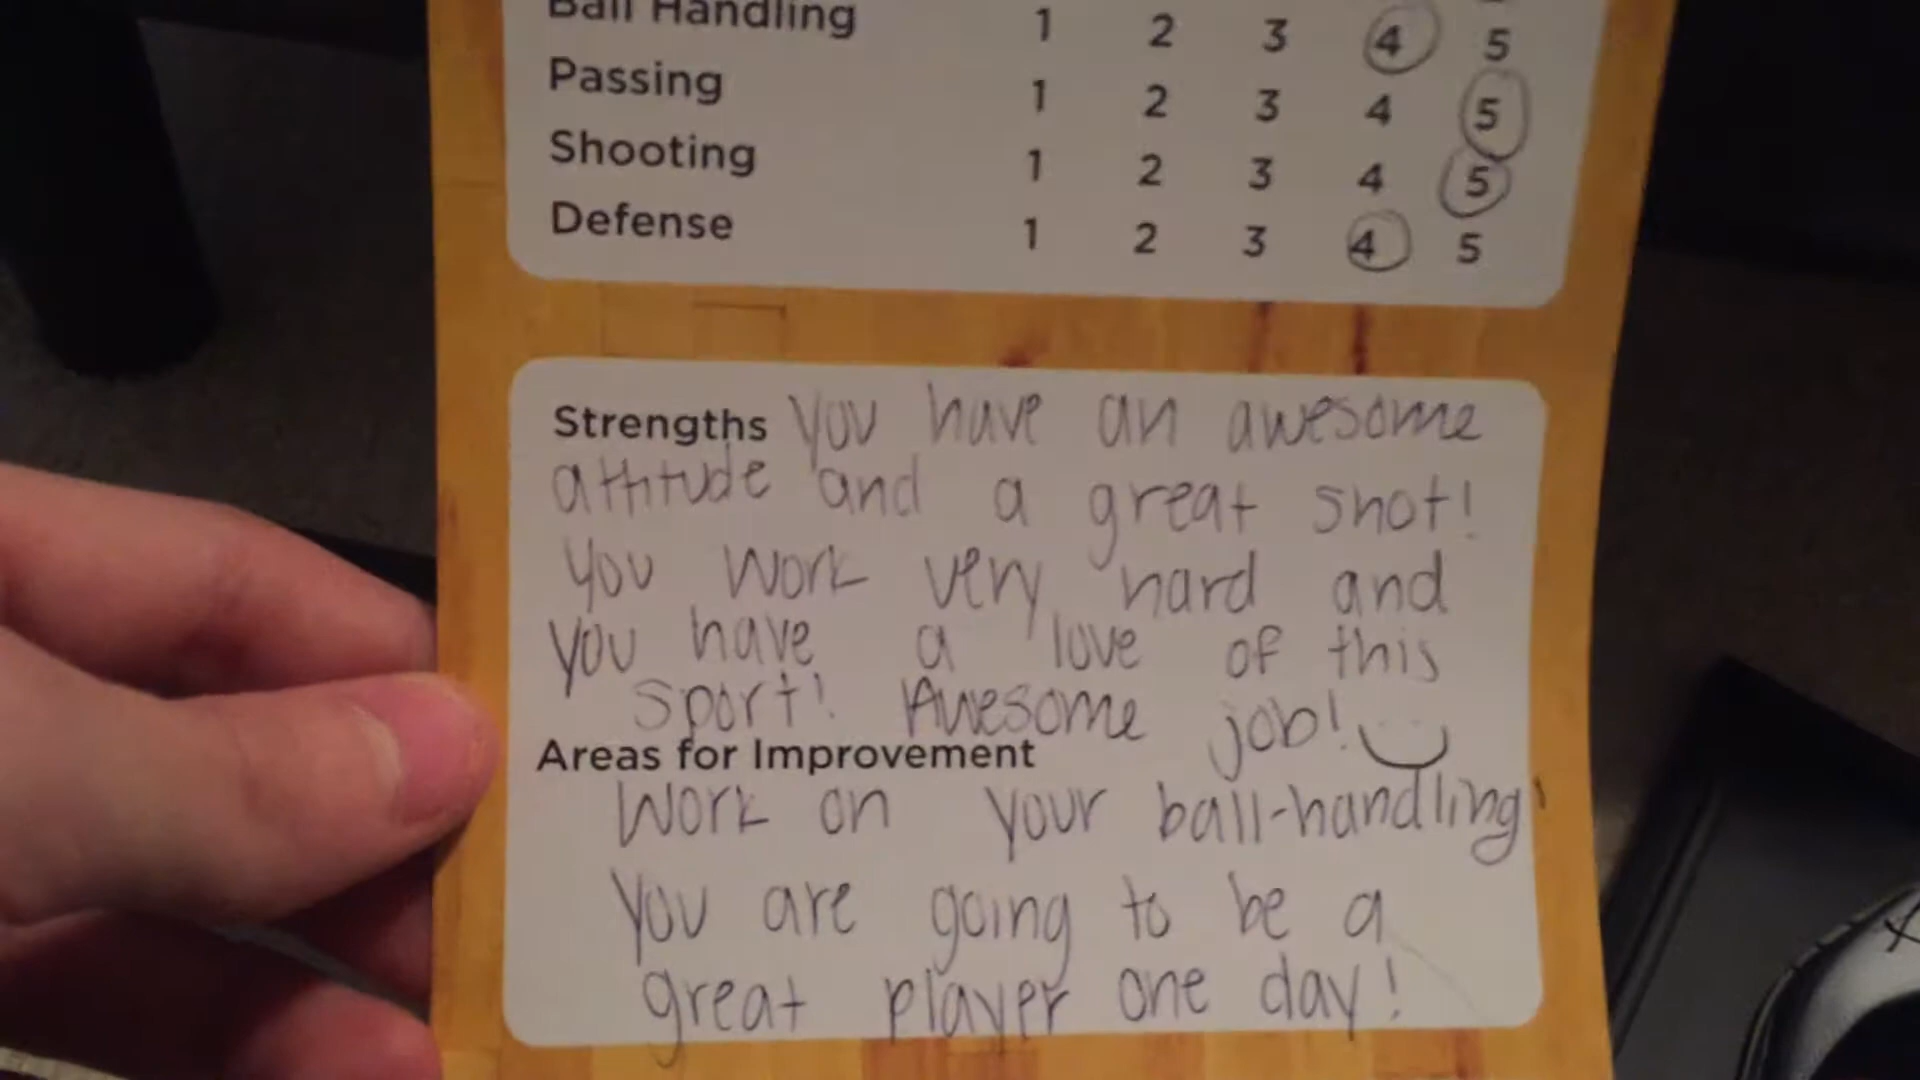 Ball Handling 1 2 3 4 5
Passing 1 2 3 4 5
Shooting 1 2 3 4 5
Defense 1 2 3 4 5
Strengths You have an awesome
attitude and a great shot!
You work very hard and
you have a love of this
sport! Awesome job!
Areas for Improvement
Work on your ball-handling!
You are going to be a
great player one day!